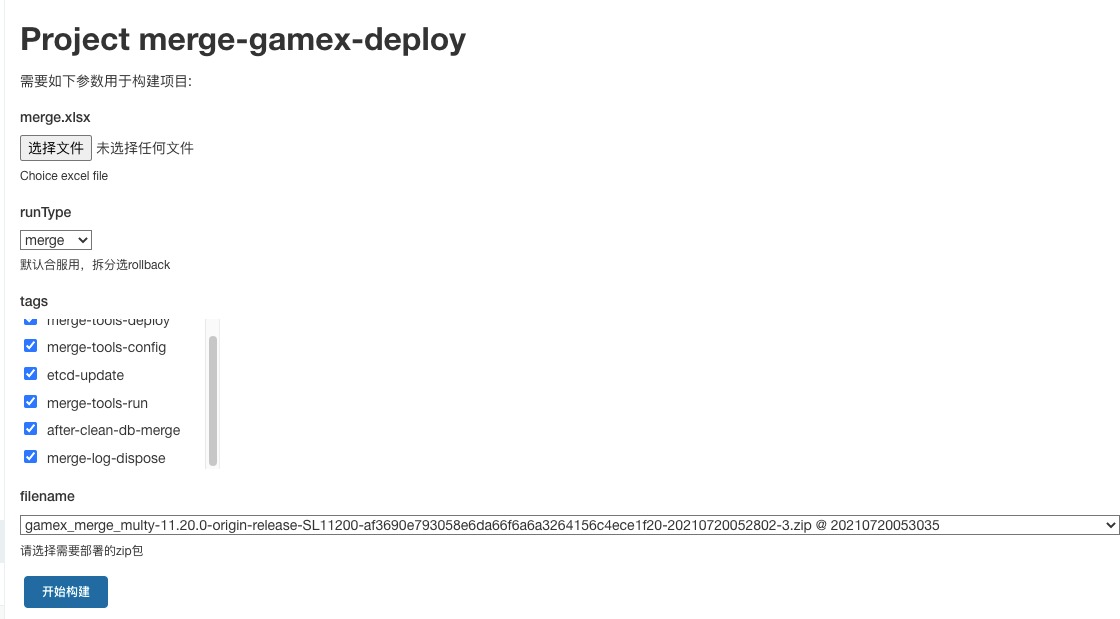 Project merge-gamex-deploy
需要如下参数用于构建项目:
merge.xlsx
选择文件 未选择任何文件
Choice excel file
runType
merge
默认合服用，拆分选rollback
tags
merge-tools-deploy
merge-tools-config
etcd-update
merge-tools-run
after-clean-db-merge
merge-log-dispose
filename
gamex_merge_multy-11.20.0-origin-release-SL11200-af3690e793058e6da66f6a6a3264156c4ece1f20-20210720052802-3.zip @ 20210720053035
请选择需要部署的zip包
开始构建